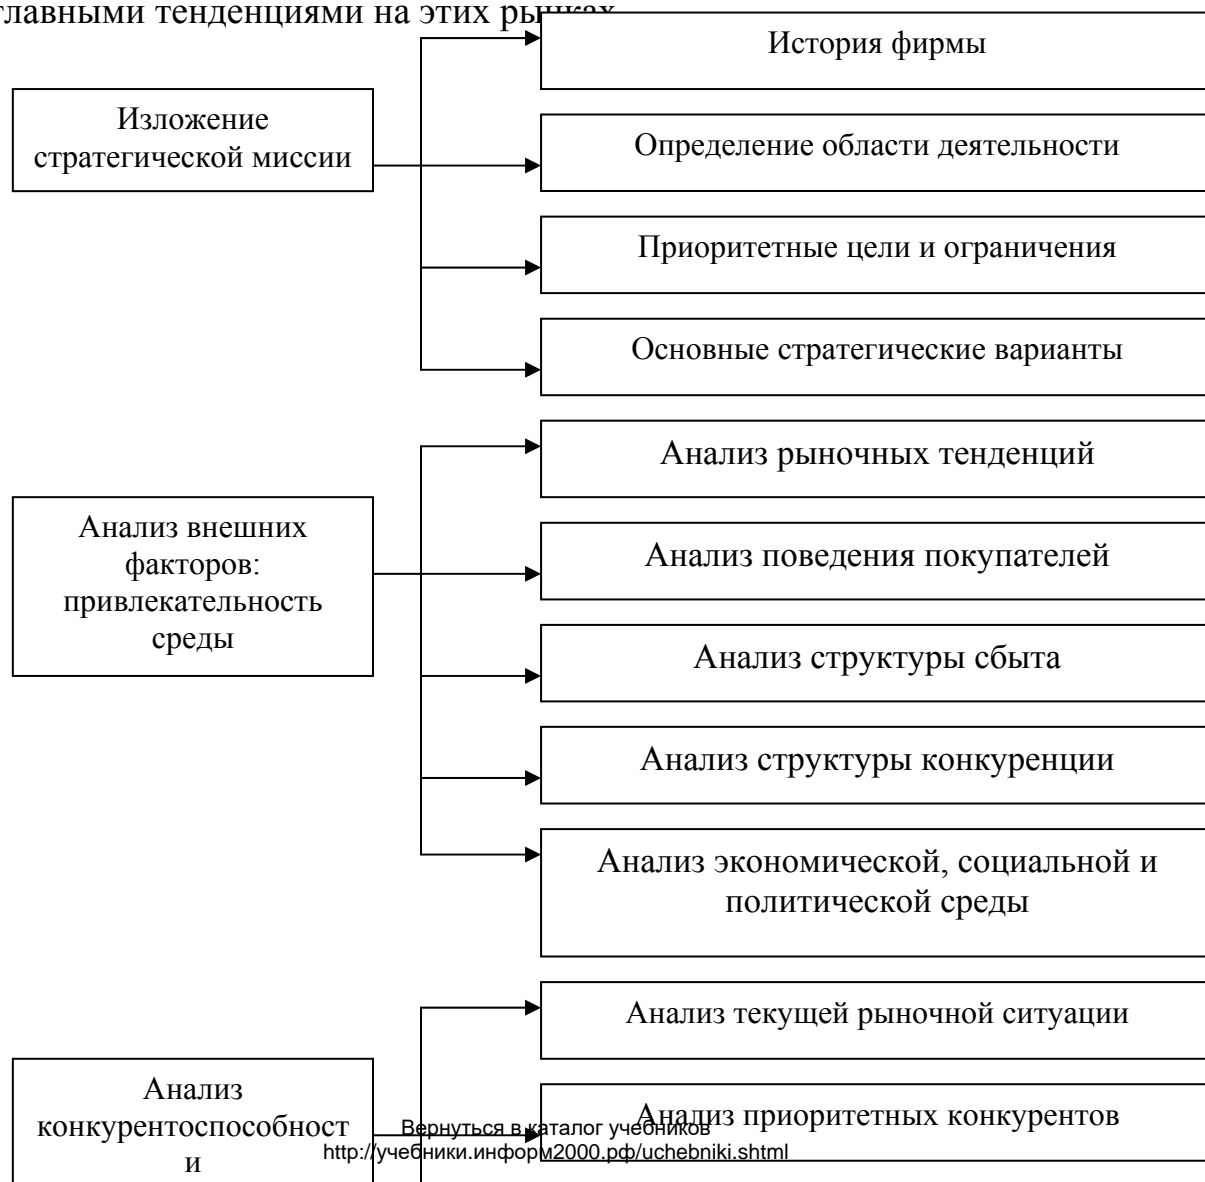 главными тенденциями на этих рынках
История фирмы
Изложение
стратегической миссии
Определение области деятельности
Приоритетные цели и ограничения
Основные стратегические варианты
Анализ рыночных тенденций
Анализ внешних
факторов:
привлекательность
среды
Анализ поведения покупателей
Анализ структуры сбыта
Анализ структуры конкуренции
Анализ экономической, социальной и
политической среды
Анализ текущей рыночной ситуации
Анализ
конкурентоспособност
и
Анализ приоритетных конкурентов
Вернуться в каталог учебников
http://учебники.информ2000.рф/uchebniki.shtml